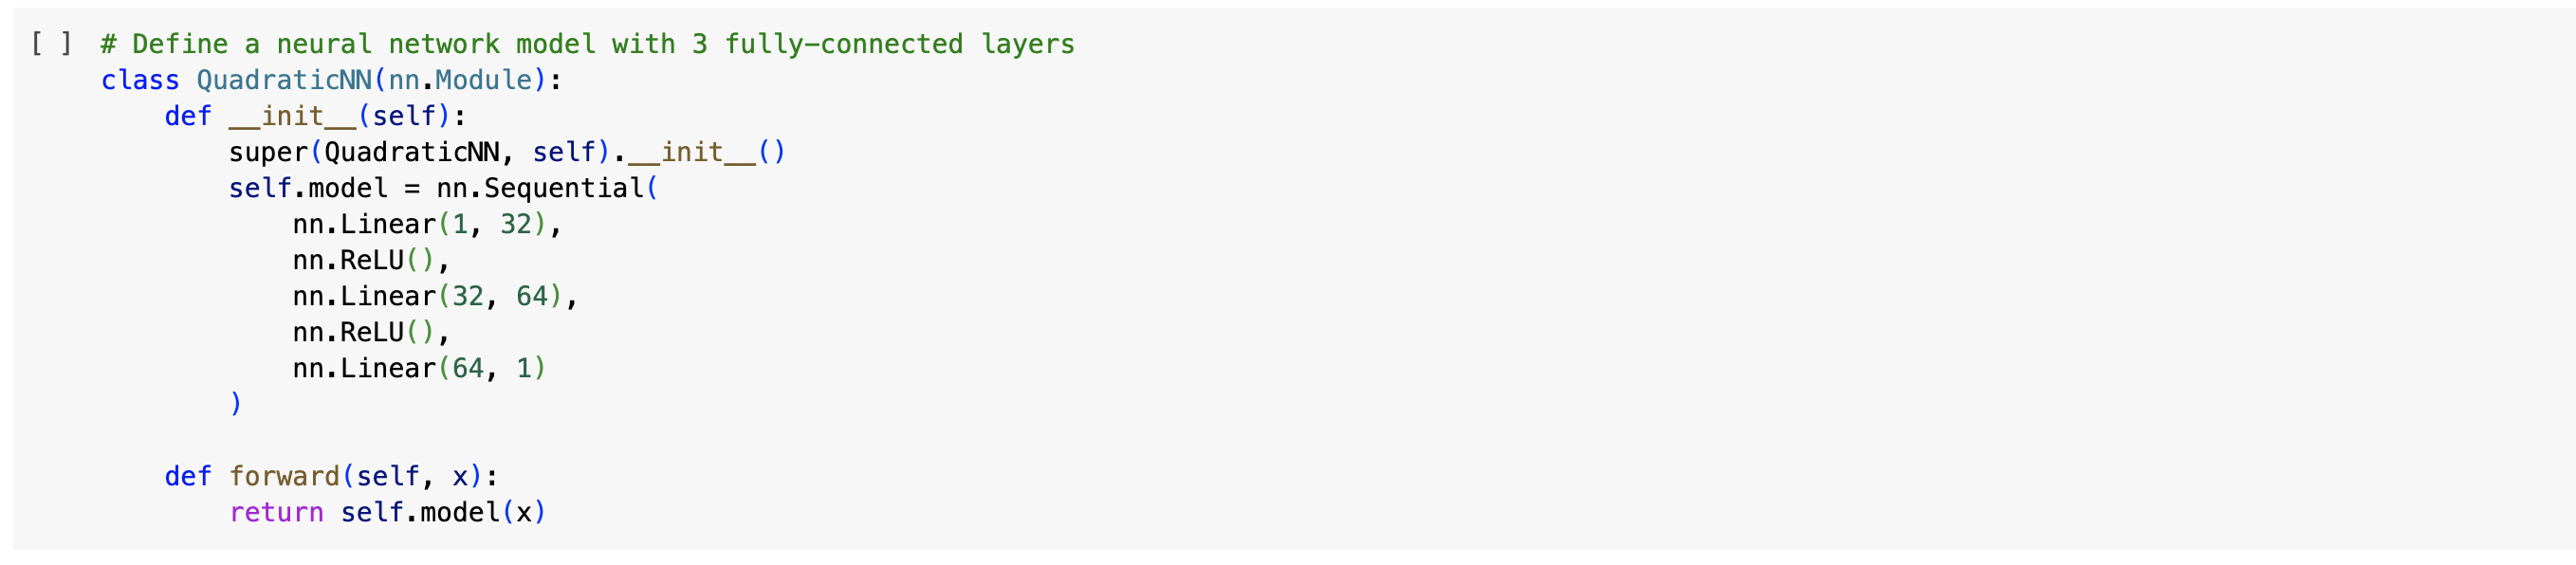 [ ] # Define a neural network model with 3 fully-connected layers
class QuadraticNN(nn.Module):
    def __init__(self):
        super(QuadraticNN, self).__init__()
        self.model = nn.Sequential(
            nn.Linear(1, 32),
            nn.ReLU(),
            nn.Linear(32, 64),
            nn.ReLU(),
            nn.Linear(64, 1)
        )
    def forward(self, x):
        return self.model(x)